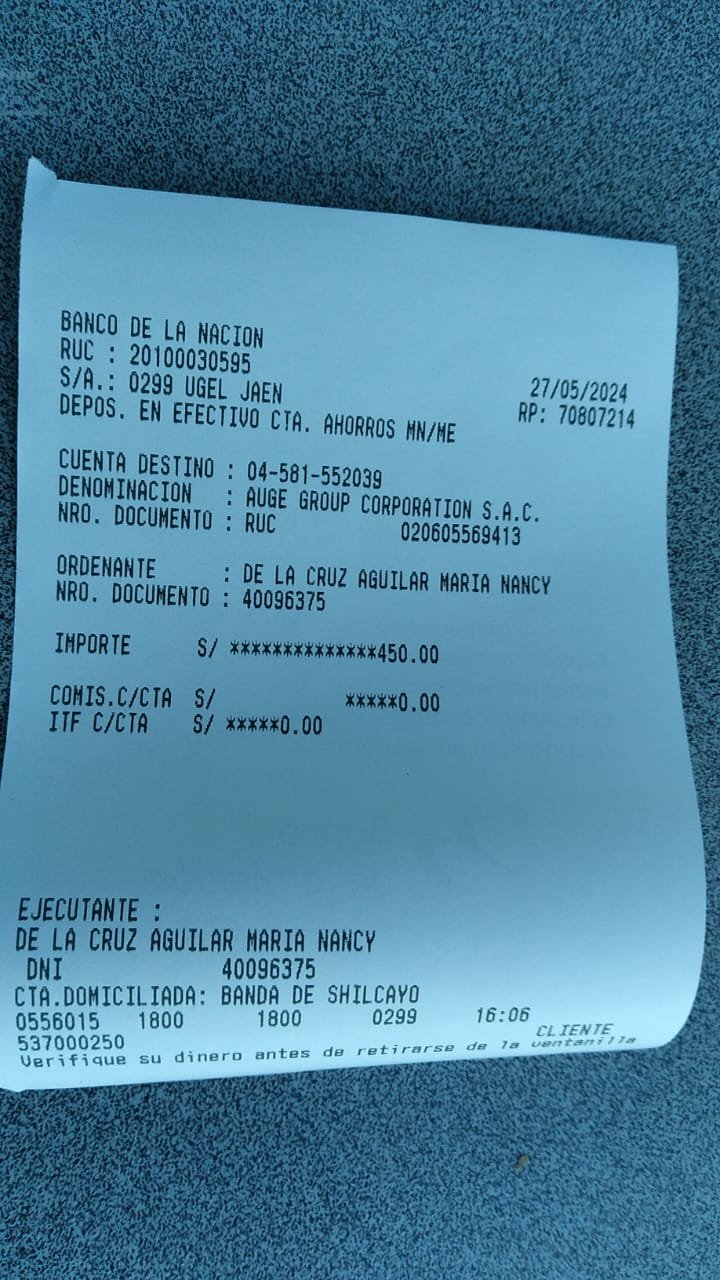 BANCO DE LA NACION
RUC : 20100030595
S/A.: 0299 UGEL JAEN 27/05/2024
DEPOS. EN EFECTIVO CTA. AHORROS MN/ME RP: 70807214
CUENTA DESTINO : 04-581-552039
DENOMINACION : AUGE GROUP CORPORATION S.A.C.
NRO. DOCUMENTO : RUC 020605569413
ORDENANTE : DE LA CRUZ AGUILAR MARIA NANCY
NRO. DOCUMENTO : 40096375
IMPORTE S/ **************450.00
COMIS.C/CTA S/ *****0.00
ITF C/CTA S/ *****0.00
EJECUTANTE :
DE LA CRUZ AGUILAR MARIA NANCY
DNI 40096375
CTA.DOMICILIADA: BANDA DE SHILCAYO
0556015 1800 1800 0299 16:06
537000250 CLIENTE
Verifique su dinero antes de retirarse de la ventanilla